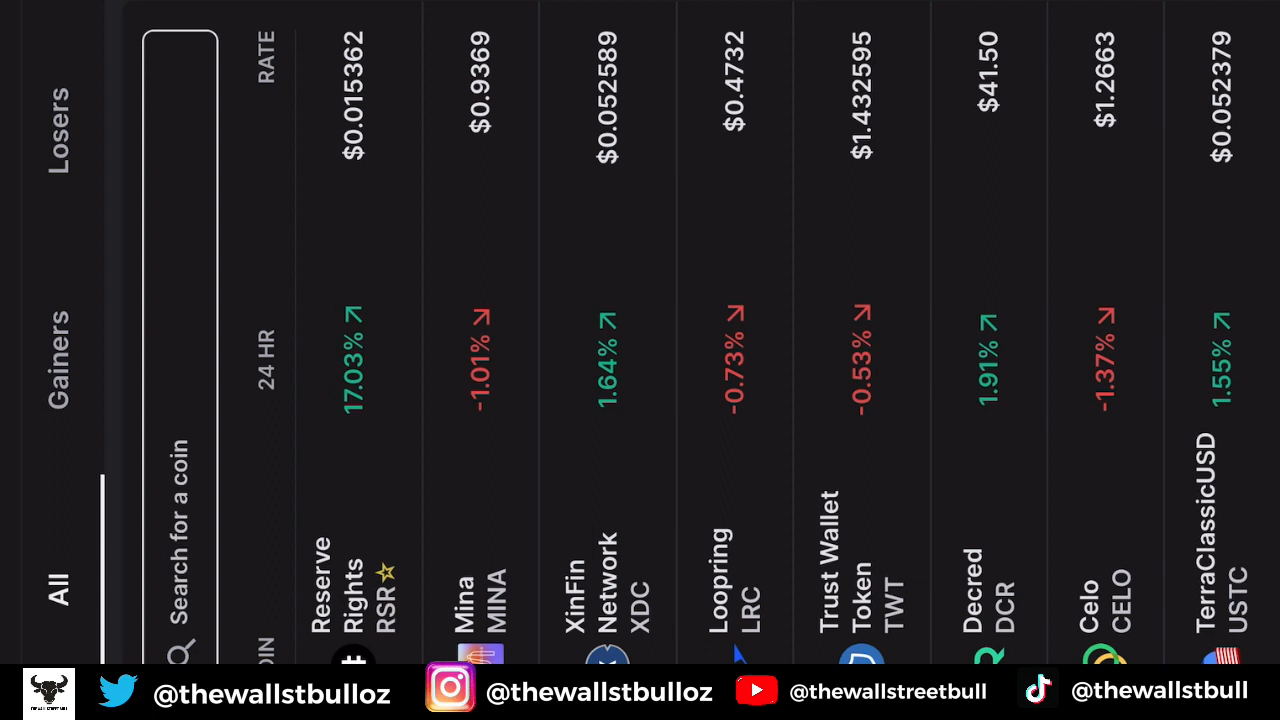 All
Gainers
Losers
Search for a coin
24 HR
RATE
Reserve
Rights
RSR
17.03%
$0.015362
Mina
MINA
-1.01%
$0.9369
XinFin
Network
XDC
1.64%
$0.052589
Loopring
LRC
-0.73%
$0.4732
Trust Wallet
Token
TWT
-0.53%
$1.432595
Decred
DCR
1.91%
$41.50
Celo
CELO
-1.37%
$1.2663
TerraClassicUSD
USTC
1.55%
$0.052379
@thewallstbulloz
@thewallstbulloz
@thewallstreetbull
@thewallstbull